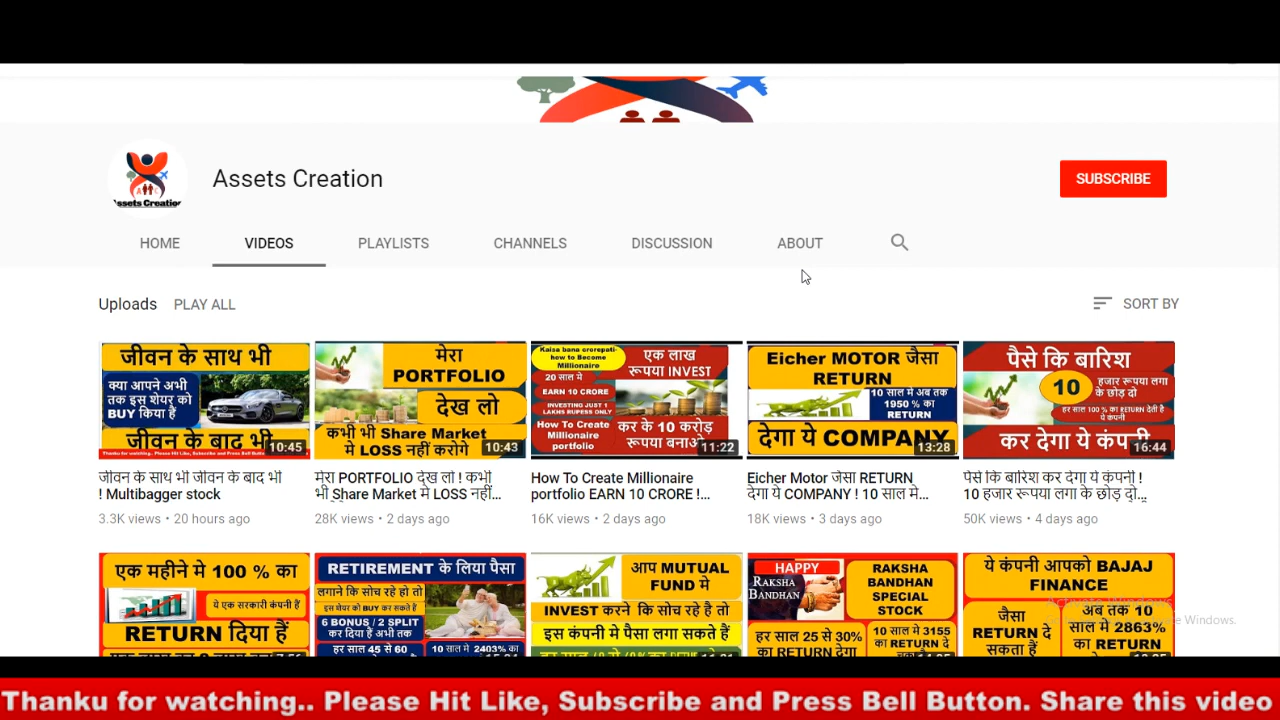 Assets Creation
Assets Creation
SUBSCRIBE
HOME
VIDEOS
PLAYLISTS
CHANNELS
DISCUSSION
ABOUT
Uploads
PLAY ALL
SORT BY
जीवन के साथ भी
क्या आपने अभी
तक इस शेयर को
BUY किया हैं
जीवन के बाद भी
10:45
मेरा
PORTFOLIO
देख लो
कभी भी Share Market
मे LOSS नहीं करोगे
10:43
Kaisa bana crorepati-
how to Become
Millionaire
एक लाख
रूपया INVEST
20 साल मे
EARN 10 CRORE
INVESTING JUST 1
LAKHS RUPEES ONLY
How To Create
Millionaire
portfolio
कर के 10 करोड़
रूपया बनाओ
11:22
Eicher MOTOR जैसा
RETURN
10 साल मे अब तक
1950 % का
RETURN
देगा ये COMPANY
13:28
पैसे कि बारिश
10 हजार रूपया लगा
के छोड़ दो
हर साल 100 % का RETURN देती है
ये कंपनी
कर देगा ये कंपनी
16:44
जीवन के साथ भी जीवन के बाद भी
! Multibagger stock
3.3K views • 20 hours ago
मेरा PORTFOLIO देख लो ! कभी
भी Share Market मे LOSS नहीं...
28K views • 2 days ago
How To Create Millionaire
portfolio EARN 10 CRORE !...
16K views • 2 days ago
Eicher Motor जैसा RETURN
देगा ये COMPANY ! 10 साल मे...
18K views • 3 days ago
पैसे कि बारिश कर देगा ये कंपनी !
10 हजार रूपया लगा के छोड़ दो...
50K views • 4 days ago
एक महीने मे 100 % का
ये एक सरकारी कंपनी हैं
RETURN दिया हैं
RETIREMENT के लिया पैसा
लगाने कि सोच रहे हो तो
इस शेयर को BUY कर सकते हैं
6 BONUS / 2 SPLIT
कर दिया हैं अभी तक
हर साल 45 से 60
10 साल मे 2403% का
आप MUTUAL
FUND मे
INVEST करने कि सोच रहे है तो
इस कंपनी मे पैसा लगा सकते हैं
HAPPY
RAKSHA
BANDHAN
RAKSHA
BANDHAN
SPECIAL
STOCK
हर साल 25 से 30%
का RETURN देगा
10 साल मे 3155
% का RETURN दे
ये कंपनी आपको BAJAJ
FINANCE
जैसा
RETURN दे
सकता हैं
अब तक 10
साल मे 2863%
का RETURN
Thanku for watching.. Please Hit Like, Subscribe and Press Bell Button. Share this video